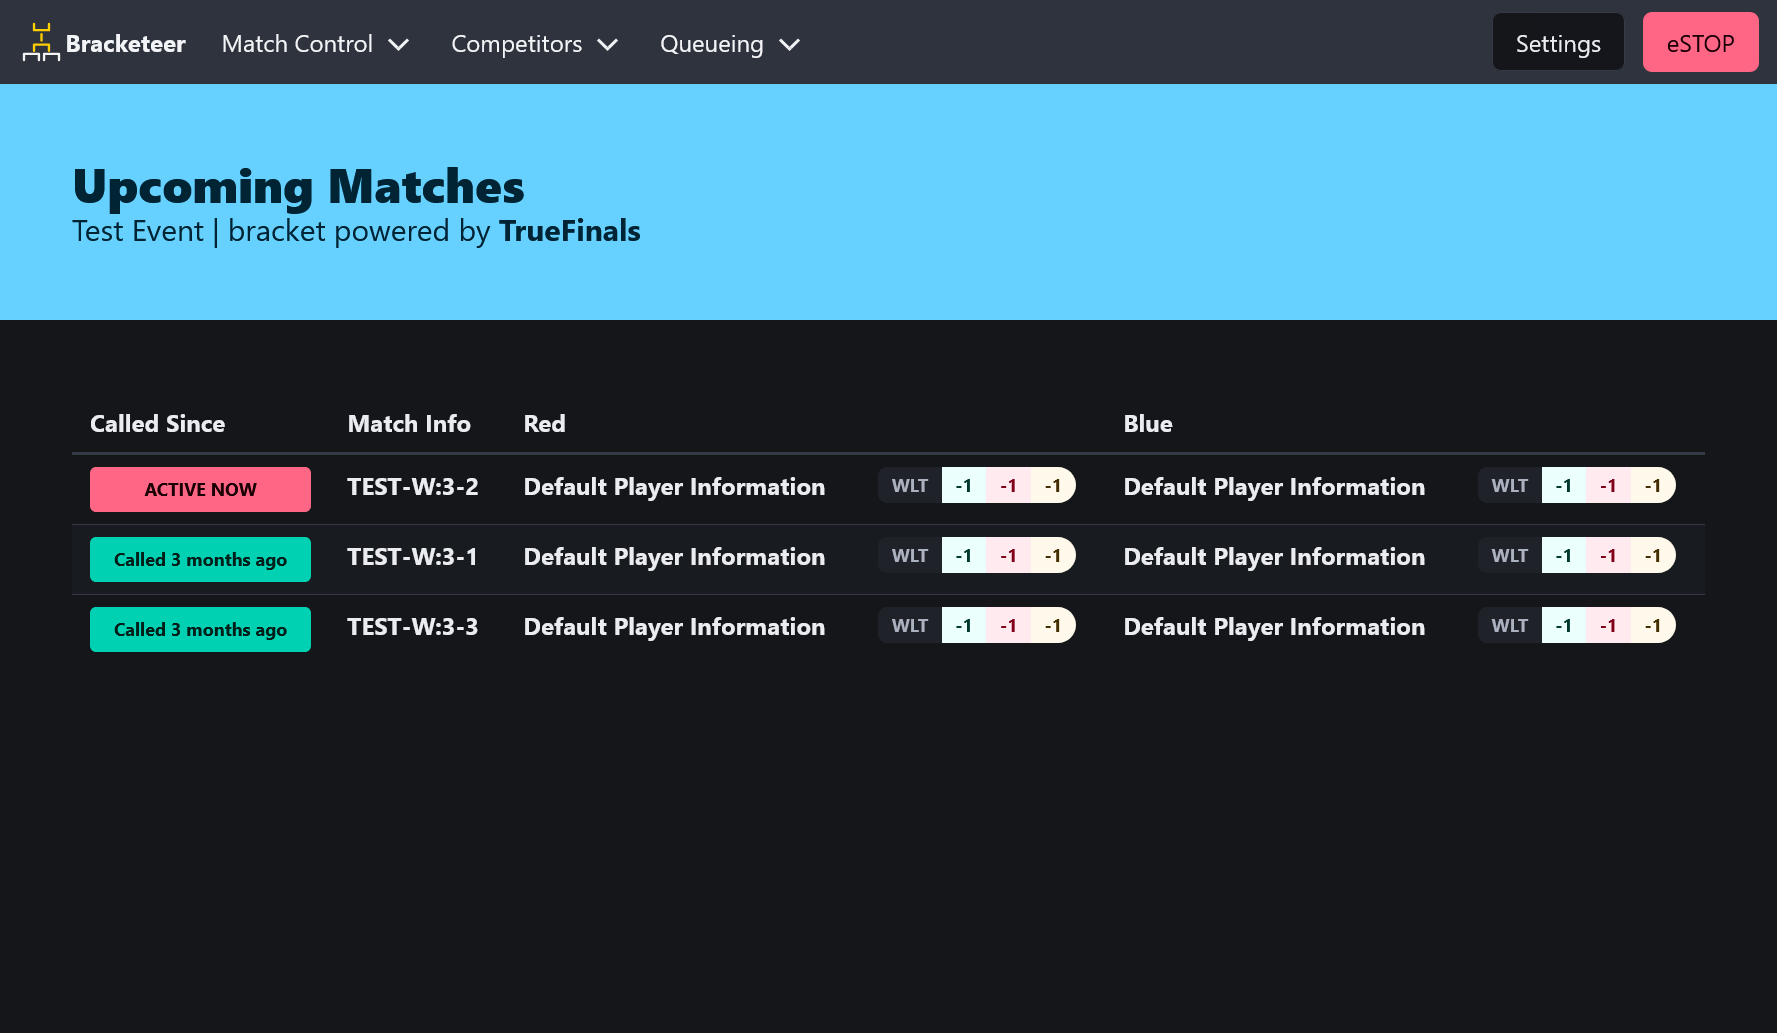 Bracketeer Match Control Competitors Queueing Settings eSTOP
Upcoming Matches
Test Event | bracket powered by TrueFinals
Called Since Match Info Red Blue
ACTIVE NOW TEST-W:3-2 Default Player Information WLT -1 -1 -1 Default Player Information WLT -1 -1 -1
Called 3 months ago TEST-W:3-1 Default Player Information WLT -1 -1 -1 Default Player Information WLT -1 -1 -1
Called 3 months ago TEST-W:3-3 Default Player Information WLT -1 -1 -1 Default Player Information WLT -1 -1 -1